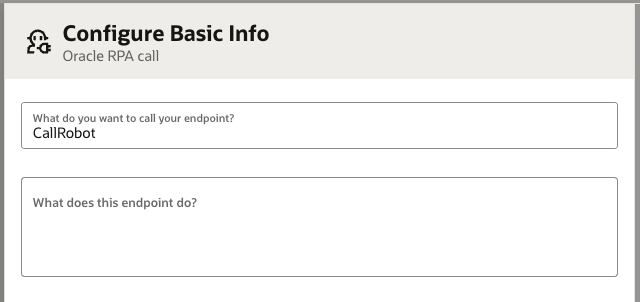 Configure Basic Info
Oracle RPA call
What do you want to call your endpoint?
CallRobot
What does this endpoint do?